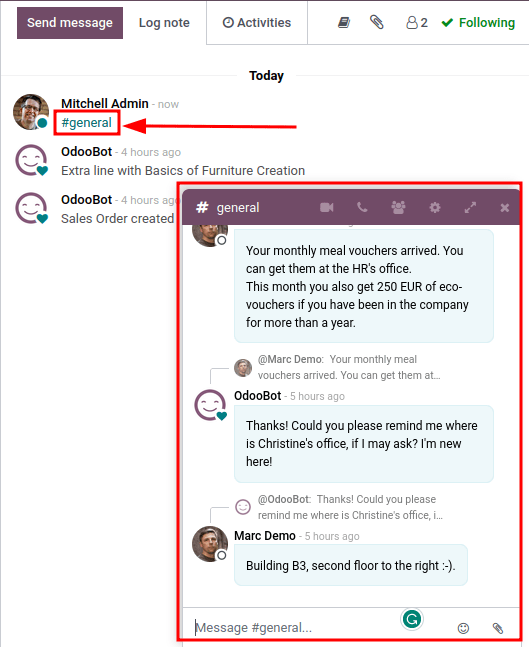 Send message Log note Activities 2 Following
Today
Mitchell Admin - now
#general
OdooBot - 4 hours ago
Extra line with Basics of Furniture Creation
OdooBot - 4 hours ago
Sales Order created
# general
Your monthly meal vouchers arrived. You
can get them at the HR's office.
This month you also get 250 EUR of eco-
vouchers if you have been in the company
for more than a year.
@Marc Demo: Your monthly meal
vouchers arrived. You can get them at...
OdooBot - 5 hours ago
Thanks! Could you please remind me where
is Christine's office, if I may ask? I'm new
here!
@OdooBot: Thanks! Could you please
remind me where is Christine's office, i...
Marc Demo - 5 hours ago
Building B3, second floor to the right :-).
Message #general...